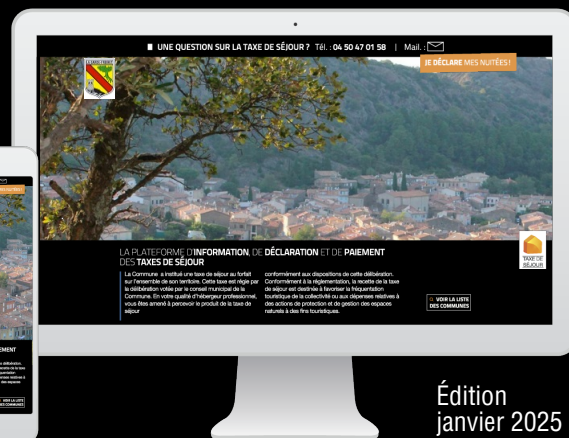 UNE QUESTION SUR LA TAXE DE SÉJOUR ? Tél. : 04 50 47 01 58 | Mail. :
JE DÉCLARE MES NUITÉES !
LA PLATEFORME D'INFORMATION, DE DÉCLARATION ET DE PAIEMENT
DES TAXES DE SÉJOUR
La Commune a institué une taxe de séjour au forfait
sur l'ensemble de son territoire. Cette taxe est régie par
la délibération votée par le conseil municipal de la
Commune. En votre qualité d'hébergeur professionnel,
vous êtes amené à percevoir le produit de la taxe de
séjour
conformément aux dispositions de cette délibération.
Conformément à la réglementation, la recette de la taxe
de séjour est destinée à favoriser la fréquentation
touristique de la collectivité ou aux dépenses relatives à
des actions de protection et de gestion des espaces
naturels à des fins touristiques.
VOIR LA LISTE
DES COMMUNES
TAXE DE
SÉJOUR
EMENT
VOIR LA LISTE
DES COMMUNES
Édition
janvier 2025